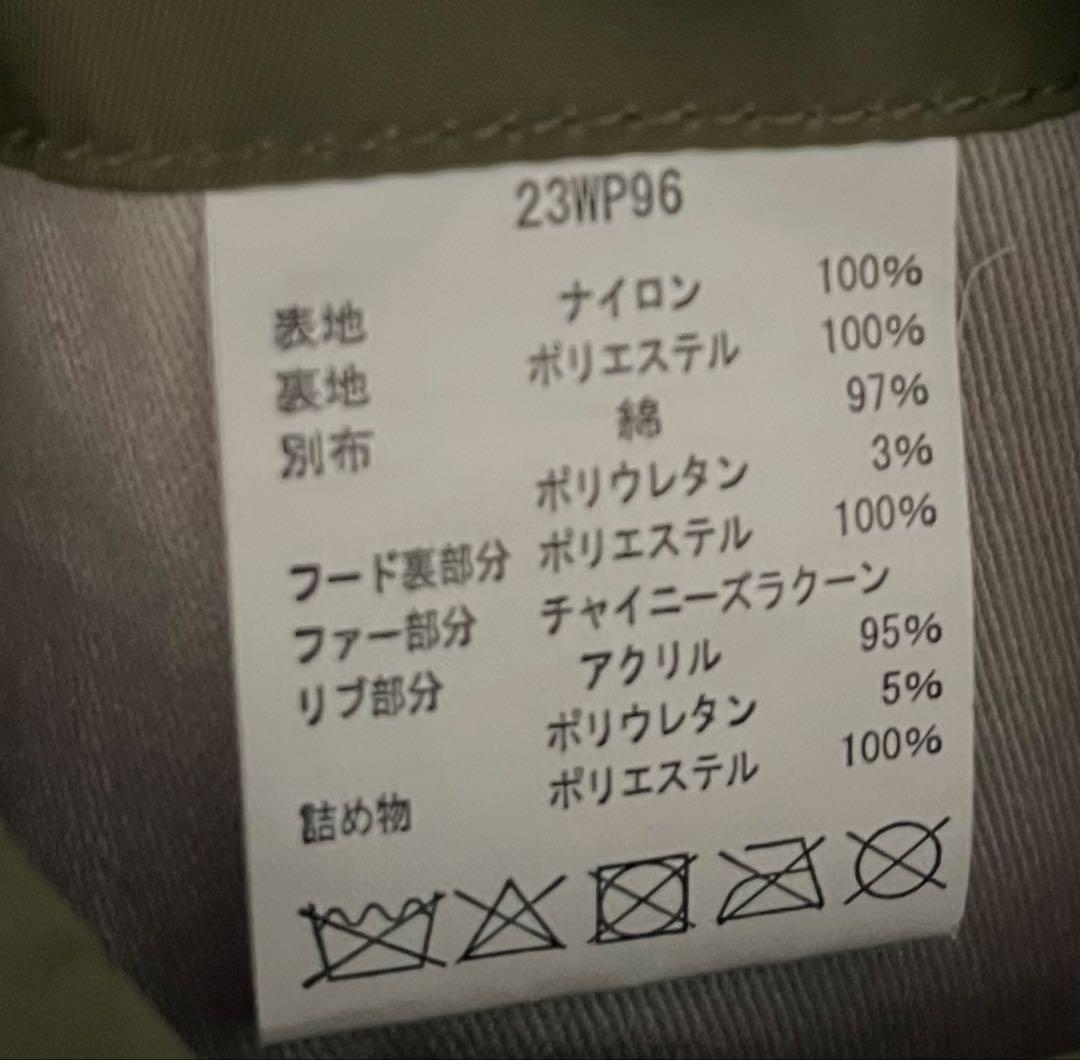 23WP96
表地 ナイロン 100%
裏地 ポリエステル 100%
別布 綿 97%
ポリウレタン 3%
フード裏部分 ポリエステル 100%
ファー部分 チャイニーズラクーン
リブ部分 アクリル 95%
ポリウレタン 5%
詰め物 ポリエステル 100%